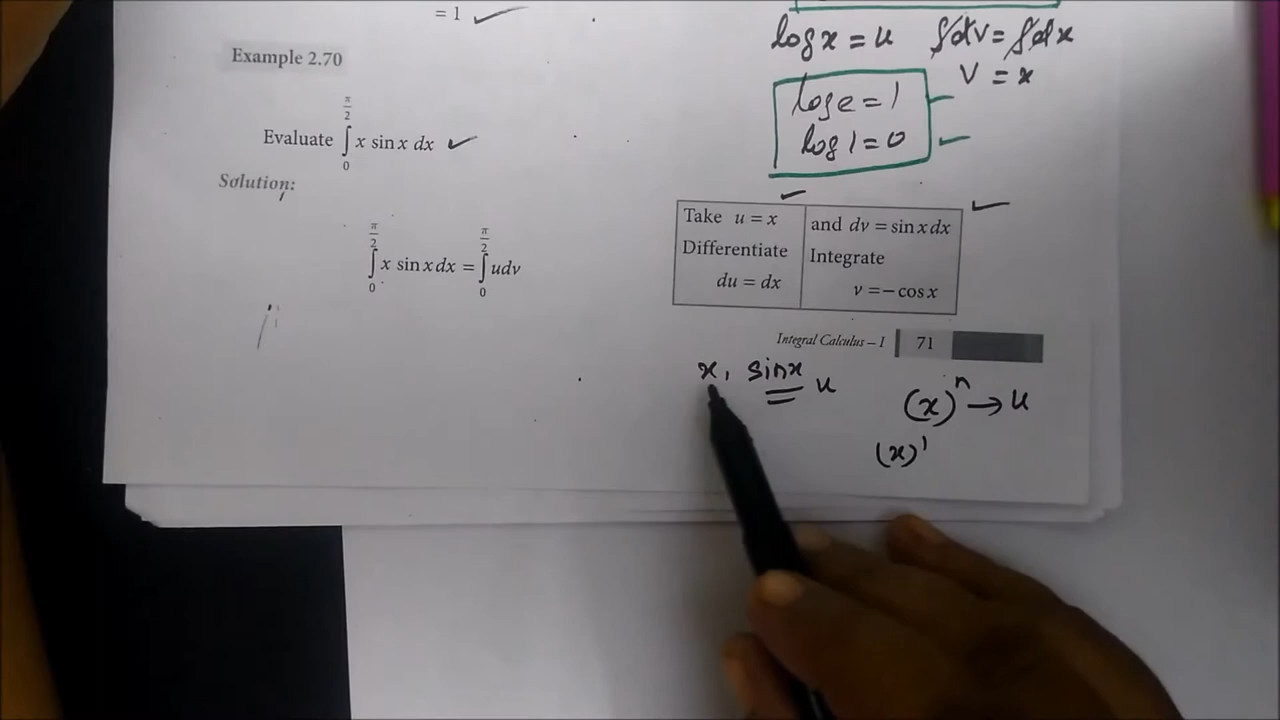 = 1
Example 2.70
Evaluate ∫₀^{π/2} x sin x dx
Solution:
∫₀^{π/2} x sin x dx = ∫₀^{π/2} udv
log x = u ∫dv = ∫dx
v = x
log e = 1
log 1 = 0
Take u = x and dv = sin x dx
Differentiate Integrate
du = dx v = − cos x
Integral Calculus – I 71
x, sinx u
(x)ⁿ → u
(x)¹